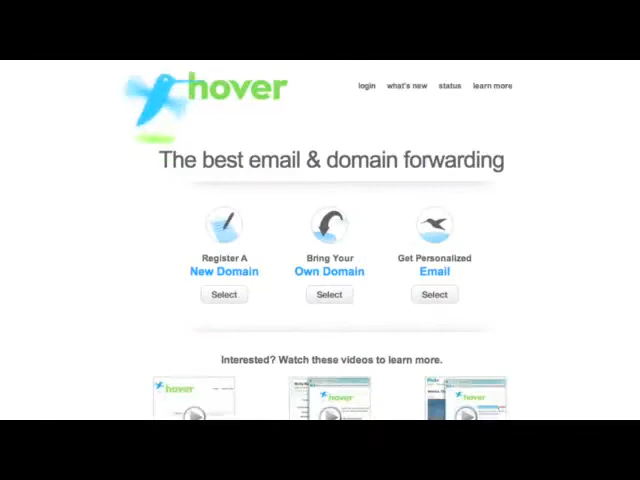 hover
login what's new status learn more
The best email & domain forwarding
Register A Bring Your Get Personalized
New Domain Own Domain Email
Select Select Select
Interested? Watch these videos to learn more.
hover hover hover